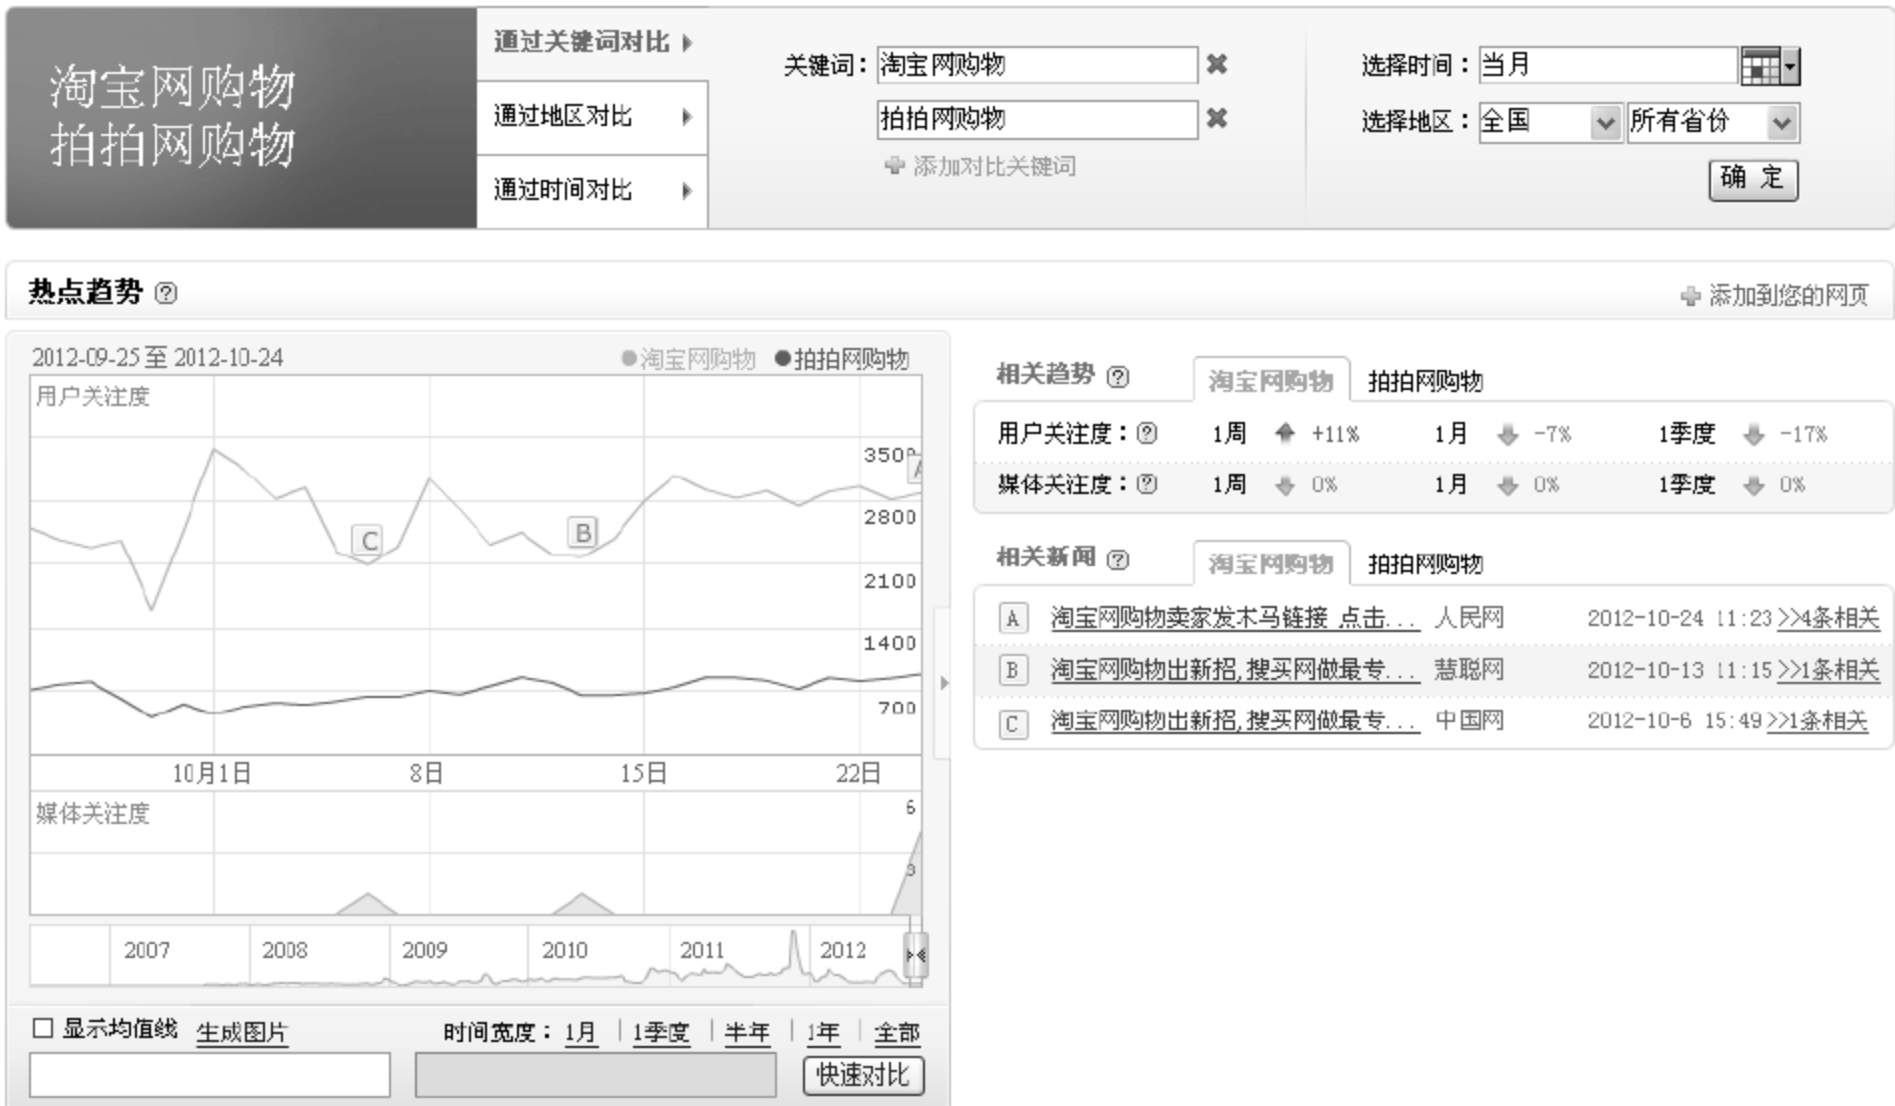 淘宝网购物
拍拍网购物
通过关键词对比
通过地区对比
通过时间对比
关键词：淘宝网购物
拍拍网购物
添加对比关键词
选择时间：当月
选择地区：全国 所有省份
确 定
热点趋势 ?
添加到您的网页
2012-09-25 至 2012-10-24 淘宝网购物 拍拍网购物
用户关注度
3500
A
2800
2100
1400
700
C
B
10月1日 8日 15日 22日
媒体关注度
6
3
2007 2008 2009 2010 2011 2012
显示均值线 生成图片 时间宽度：1月 | 1季度 | 半年 | 1年 | 全部
快速对比
相关趋势 ? 淘宝网购物 拍拍网购物
用户关注度：? 1周 +11% 1月 -7% 1季度 -17%
媒体关注度：? 1周 0% 1月 0% 1季度 0%
相关新闻 ? 淘宝网购物 拍拍网购物
A 淘宝网购物卖家发木马链接 点击... 人民网 2012-10-24 11:23 >>4条相关
B 淘宝网购物出新招,搜买网做最专... 慧聪网 2012-10-13 11:15 >>1条相关
C 淘宝网购物出新招,搜买网做最专... 中国网 2012-10-6 15:49 >>1条相关